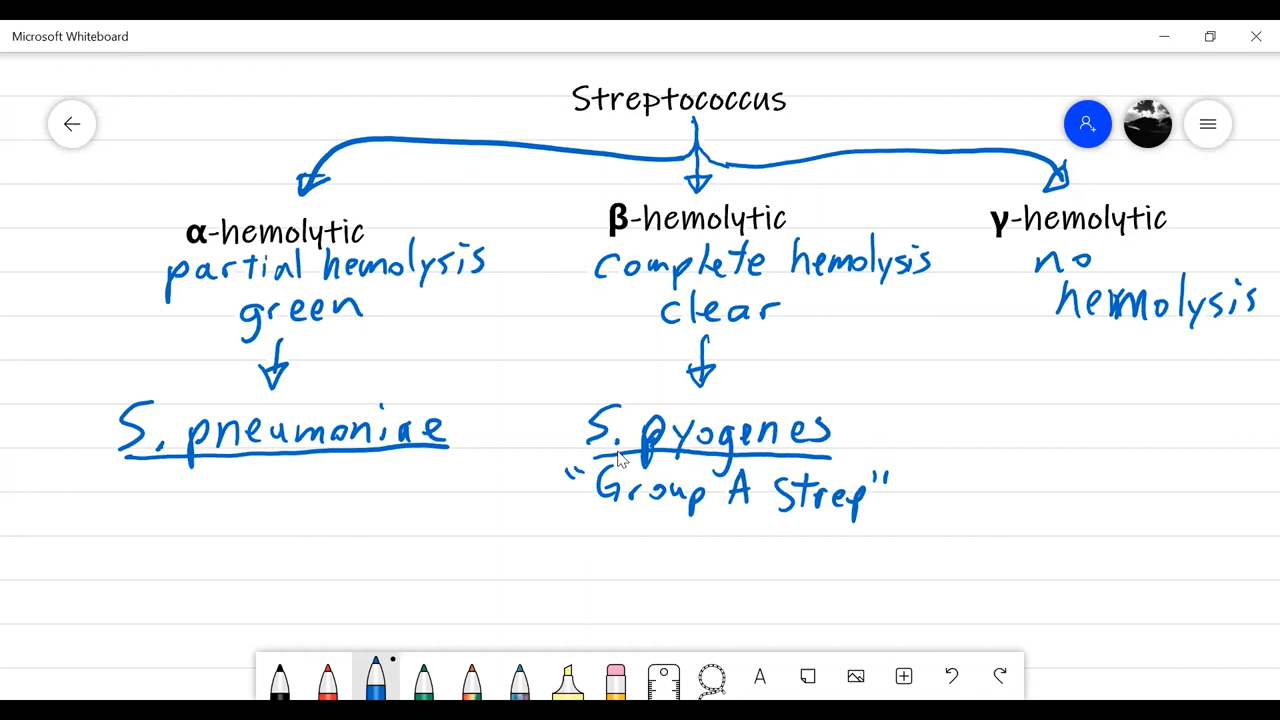 Microsoft Whiteboard
Streptococcus
α-hemolytic
partial hemolysis
green
S. pneumoniae
β-hemolytic
complete hemolysis
clear
S. pyogenes
"Group A Strep"
γ-hemolytic
no
hemolysis
A